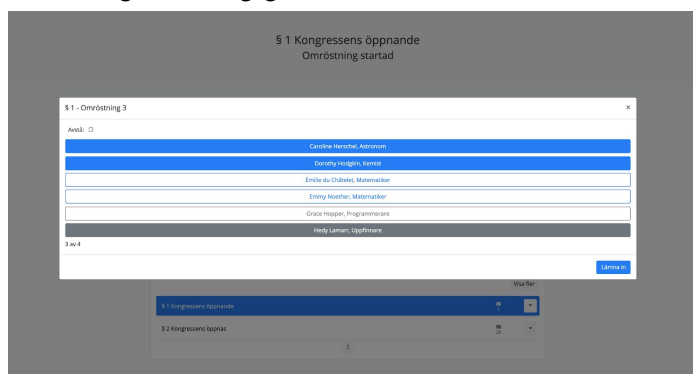 § 1 Kongressens öppnande
Omröstning startad
§ 1 - Omröstning 3 ×
Avstå:
Caroline Herschel, Astronom
Dorothy Hodgkin, Kemist
Émilie du Châtelet, Matematiker
Emmy Noether, Matematiker
Grace Hopper, Programmerare
Hedy Lamarr, Uppfinnare
3 av 4
Lämna in
Visa fler
§ 1 Kongressens öppnande
§ 2 Kongressens öppnas